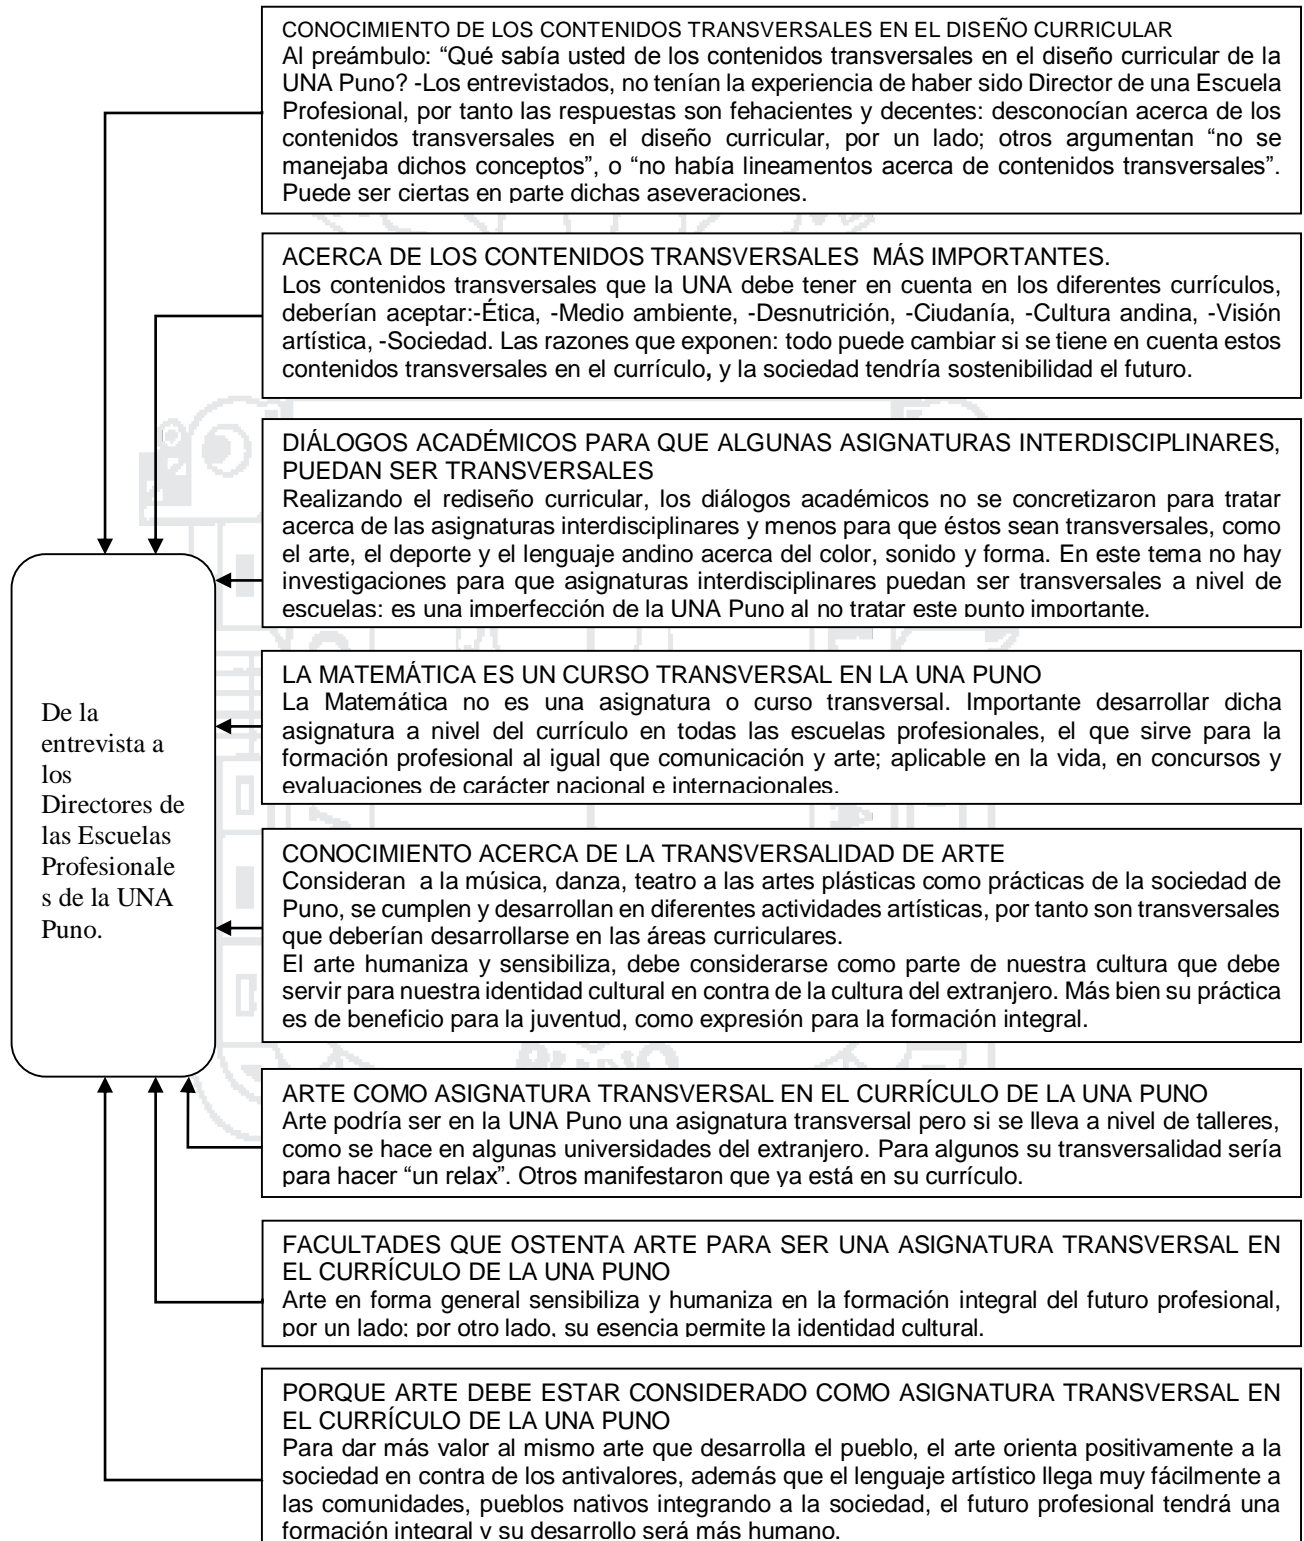 CONOCIMIENTO DE LOS CONTENIDOS TRANSVERSALES EN EL DISEÑO CURRICULAR
Al preámbulo: “Qué sabía usted de los contenidos transversales en el diseño curricular de la
UNA Puno? -Los entrevistados, no tenían la experiencia de haber sido Director de una Escuela
Profesional, por tanto las respuestas son fehacientes y decentes: desconocían acerca de los
contenidos transversales en el diseño curricular, por un lado; otros argumentan “no se
manejaba dichos conceptos”, o “no había lineamentos acerca de contenidos transversales”.
Puede ser ciertas en parte dichas aseveraciones.
ACERCA DE LOS CONTENIDOS TRANSVERSALES MÁS IMPORTANTES.
Los contenidos transversales que la UNA debe tener en cuenta en los diferentes currículos,
deberían aceptar:-Ética, -Medio ambiente, -Desnutrición, -Ciudanía, -Cultura andina, -Visión
artística, -Sociedad. Las razones que exponen: todo puede cambiar si se tiene en cuenta estos
contenidos transversales en el currículo, y la sociedad tendría sostenibilidad el futuro.
DIÁLOGOS ACADÉMICOS PARA QUE ALGUNAS ASIGNATURAS INTERDISCIPLINARES,
PUEDAN SER TRANSVERSALES
Realizando el rediseño curricular, los diálogos académicos no se concretizaron para tratar
acerca de las asignaturas interdisciplinares y menos para que éstos sean transversales, como
el arte, el deporte y el lenguaje andino acerca del color, sonido y forma. En este tema no hay
investigaciones para que asignaturas interdisciplinares puedan ser transversales a nivel de
escuelas: es una imperfección de la UNA Puno al no tratar este punto importante.
LA MATEMÁTICA ES UN CURSO TRANSVERSAL EN LA UNA PUNO
La Matemática no es una asignatura o curso transversal. Importante desarrollar dicha
asignatura a nivel del currículo en todas las escuelas profesionales, el que sirve para la
formación profesional al igual que comunicación y arte; aplicable en la vida, en concursos y
evaluaciones de carácter nacional e internacionales.
De la
entrevista a
los
Directores de
las Escuelas
Profesionale
s de la UNA
Puno.
CONOCIMIENTO ACERCA DE LA TRANSVERSALIDAD DE ARTE
Consideran a la música, danza, teatro a las artes plásticas como prácticas de la sociedad de
Puno, se cumplen y desarrollan en diferentes actividades artísticas, por tanto son transversales
que deberían desarrollarse en las áreas curriculares.
El arte humaniza y sensibiliza, debe considerarse como parte de nuestra cultura que debe
servir para nuestra identidad cultural en contra de la cultura del extranjero. Más bien su práctica
es de beneficio para la juventud, como expresión para la formación integral.
ARTE COMO ASIGNATURA TRANSVERSAL EN EL CURRÍCULO DE LA UNA PUNO
Arte podría ser en la UNA Puno una asignatura transversal pero si se lleva a nivel de talleres,
como se hace en algunas universidades del extranjero. Para algunos su transversalidad sería
para hacer “un relax”. Otros manifestaron que ya está en su currículo.
FACULTADES QUE OSTENTA ARTE PARA SER UNA ASIGNATURA TRANSVERSAL EN
EL CURRÍCULO DE LA UNA PUNO
Arte en forma general sensibiliza y humaniza en la formación integral del futuro profesional,
por un lado; por otro lado, su esencia permite la identidad cultural.
PORQUE ARTE DEBE ESTAR CONSIDERADO COMO ASIGNATURA TRANSVERSAL EN
EL CURRÍCULO DE LA UNA PUNO
Para dar más valor al mismo arte que desarrolla el pueblo, el arte orienta positivamente a la
sociedad en contra de los antivalores, además que el lenguaje artístico llega muy fácilmente a
las comunidades, pueblos nativos integrando a la sociedad, el futuro profesional tendrá una
formación integral y su desarrollo será más humano.